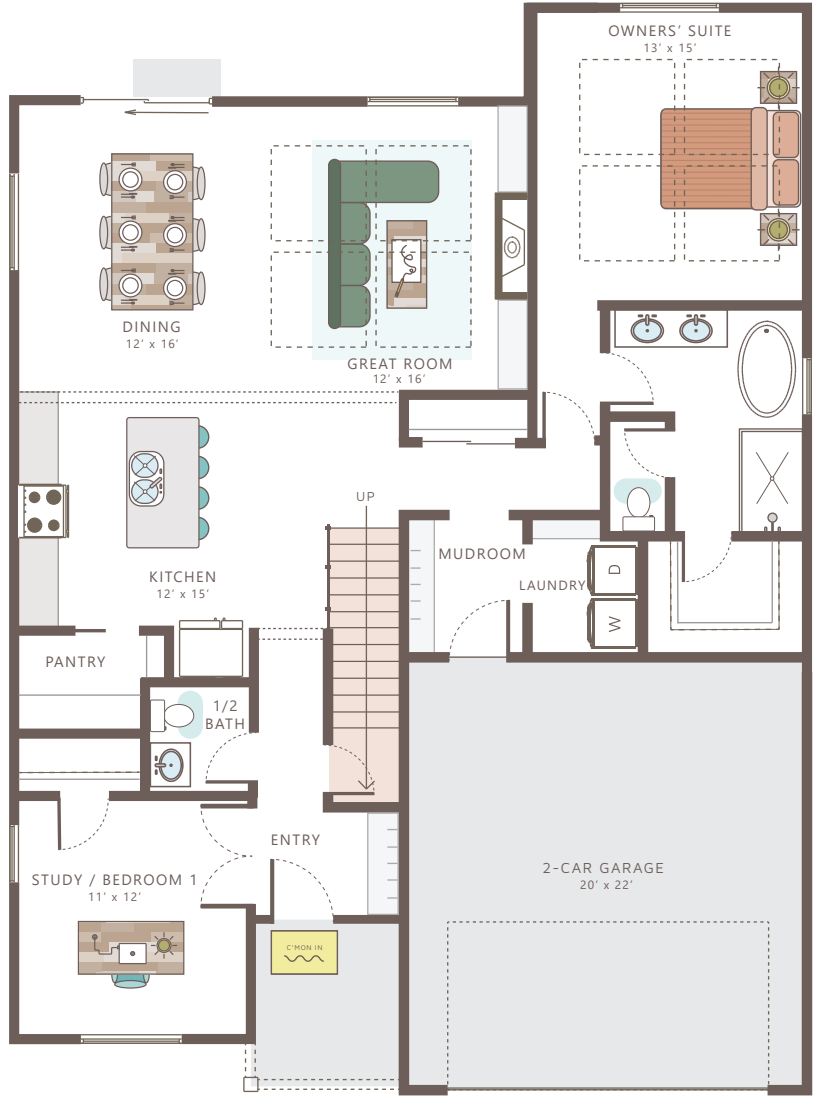 OWNERS' SUITE
13' x 15'
DINING
12' x 16'
GREAT ROOM
12' x 16'
UP
MUDROOM
LAUNDRY
D
W
KITCHEN
12' x 15'
PANTRY
1/2
BATH
ENTRY
STUDY / BEDROOM 1
11' x 12'
2-CAR GARAGE
20' x 22'
C'MON IN